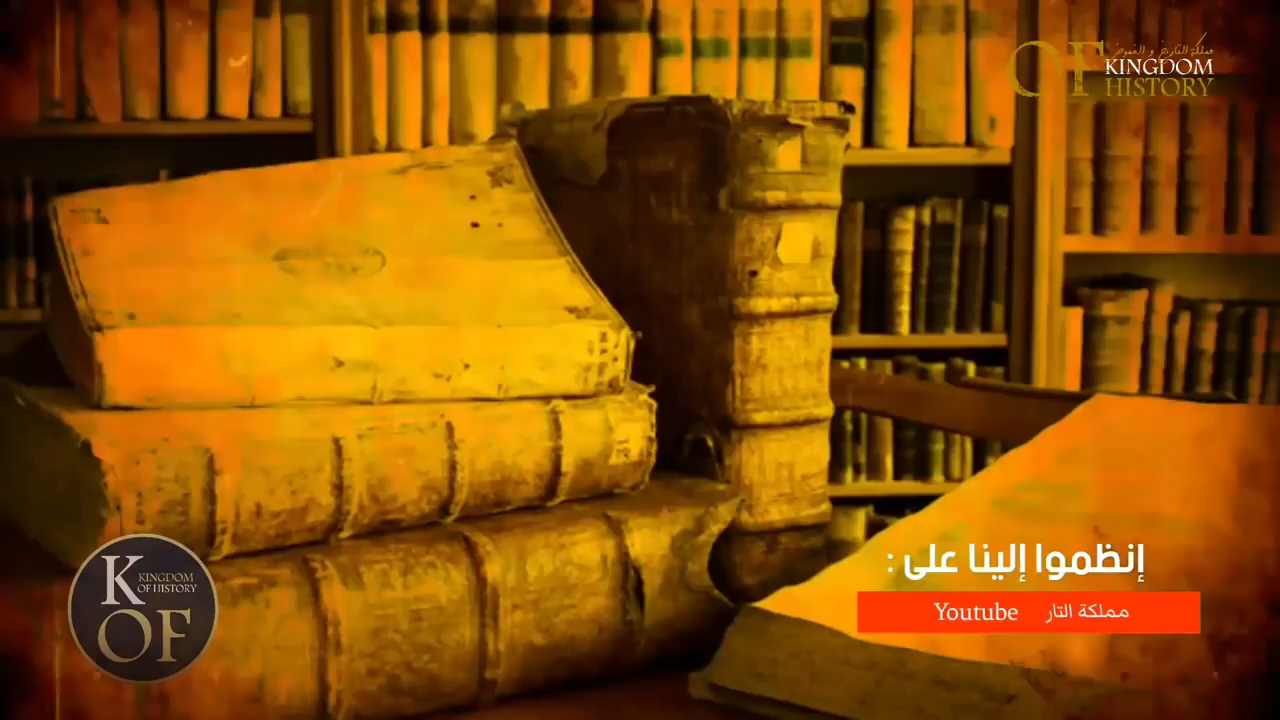 مملكة التاريخ و الغموض
OF KINGDOM
HISTORY
إنظموا إلينا على :
Youtube مملكة التار
K KINGDOM
OF HISTORY
OF